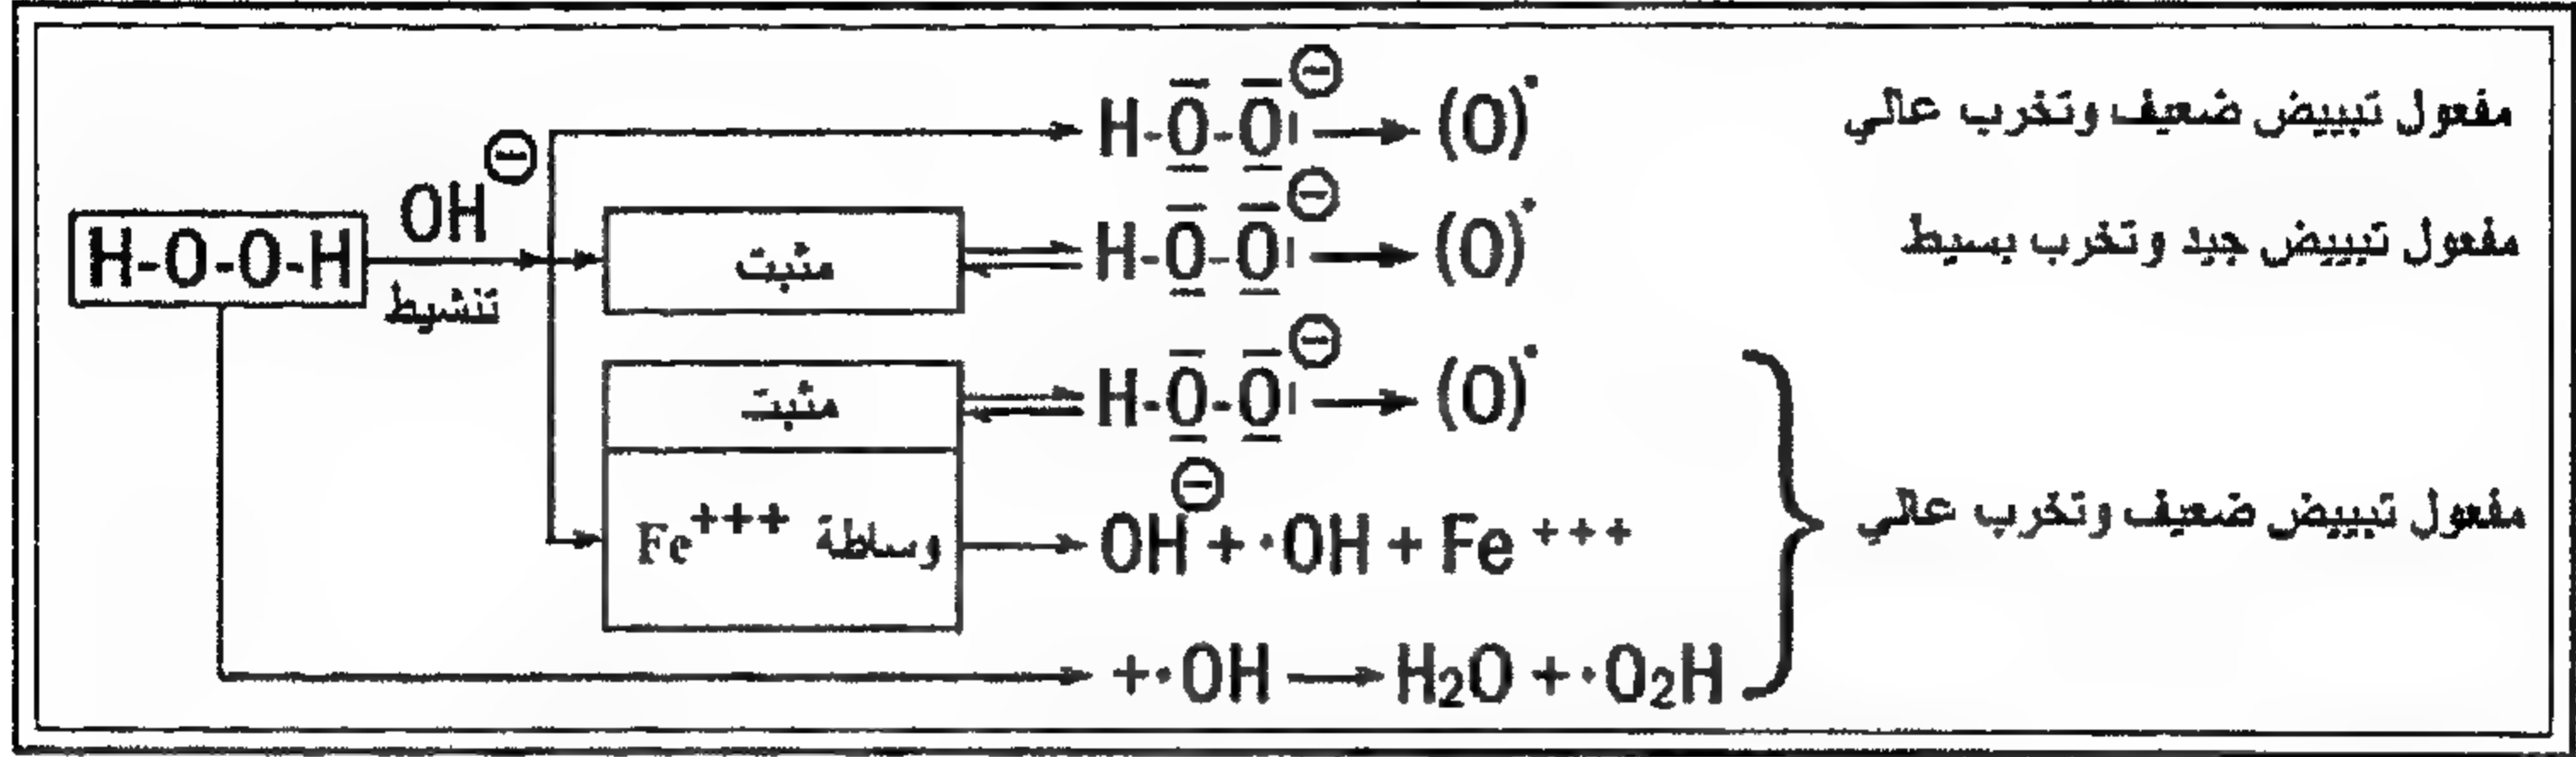 H-Ō-Ō|⊖ → (O)• مفعول تبييض ضعيف وتخرب عالي
H-O-O-H OH⊖ تنشيط مثبت ⇌ H-Ō-Ō|⊖ → (O)• مفعول تبييض جيد وتخرب بسيط
مثبت ⇌ H-Ō-Ō|⊖ → (O)•
وساطة Fe+++ → OH⊖ + •OH + Fe+++ مفعول تبييض ضعيف وتخرب عالي
+•OH → H₂O + •O₂H